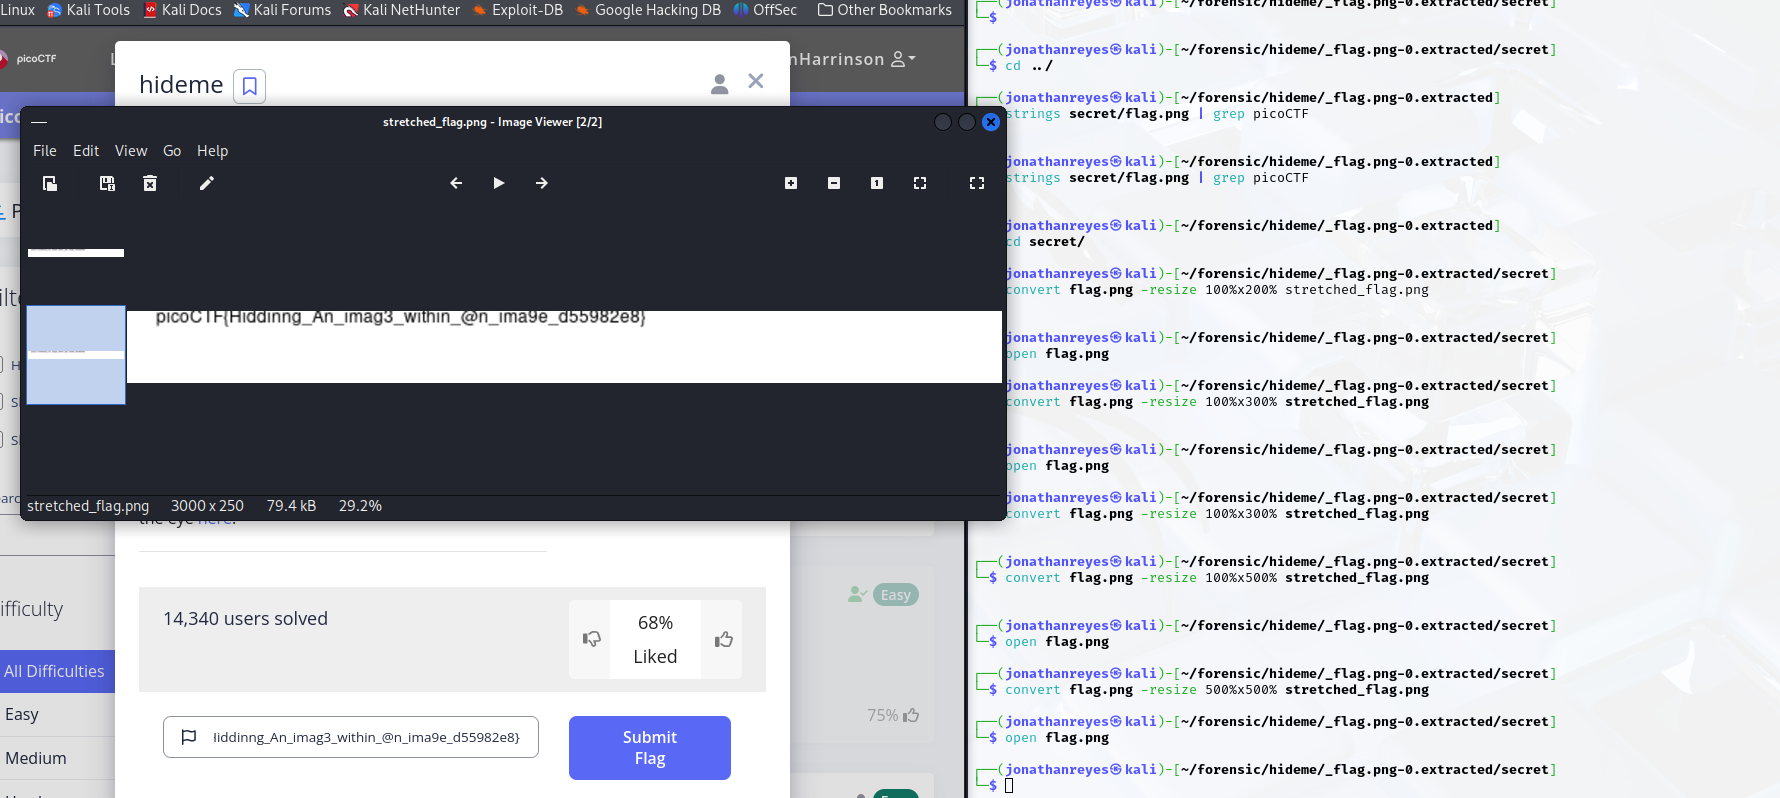 Linux Kali Tools Kali Docs Kali Forums Kali NetHunter Exploit-DB Google Hacking DB OffSec Other Bookmarks
picoCTF
nHarrinson
hideme
stretched_flag.png - Image Viewer [2/2]
File Edit View Go Help
picoCTF{Hiddinng_An_imag3_within_@n_ima9e_d55982e8}
stretched_flag.png 3000 x 250 79.4 kB 29.2%
the eye here.
14,340 users solved
68%
Liked
Easy
75%
ifficulty
All Difficulties
Easy
Medium
iddinng_An_imag3_within_@n_ima9e_d55982e8}
Submit
Flag
(jonathanreyes㉿kali)-[~/forensic/hideme/_flag.png-0.extracted/secret]
$
(jonathanreyes㉿kali)-[~/forensic/hideme/_flag.png-0.extracted/secret]
$ cd ../
(jonathanreyes㉿kali)-[~/forensic/hideme/_flag.png-0.extracted]
strings secret/flag.png | grep picoCTF
jonathanreyes㉿kali)-[~/forensic/hideme/_flag.png-0.extracted]
strings secret/flag.png | grep picoCTF
jonathanreyes㉿kali)-[~/forensic/hideme/_flag.png-0.extracted]
cd secret/
jonathanreyes㉿kali)-[~/forensic/hideme/_flag.png-0.extracted/secret]
convert flag.png -resize 100%x200% stretched_flag.png
jonathanreyes㉿kali)-[~/forensic/hideme/_flag.png-0.extracted/secret]
open flag.png
jonathanreyes㉿kali)-[~/forensic/hideme/_flag.png-0.extracted/secret]
convert flag.png -resize 100%x300% stretched_flag.png
jonathanreyes㉿kali)-[~/forensic/hideme/_flag.png-0.extracted/secret]
open flag.png
jonathanreyes㉿kali)-[~/forensic/hideme/_flag.png-0.extracted/secret]
convert flag.png -resize 100%x300% stretched_flag.png
(jonathanreyes㉿kali)-[~/forensic/hideme/_flag.png-0.extracted/secret]
$ convert flag.png -resize 100%x500% stretched_flag.png
(jonathanreyes㉿kali)-[~/forensic/hideme/_flag.png-0.extracted/secret]
$ open flag.png
(jonathanreyes㉿kali)-[~/forensic/hideme/_flag.png-0.extracted/secret]
$ convert flag.png -resize 500%x500% stretched_flag.png
(jonathanreyes㉿kali)-[~/forensic/hideme/_flag.png-0.extracted/secret]
$ open flag.png
(jonathanreyes㉿kali)-[~/forensic/hideme/_flag.png-0.extracted/secret]
$